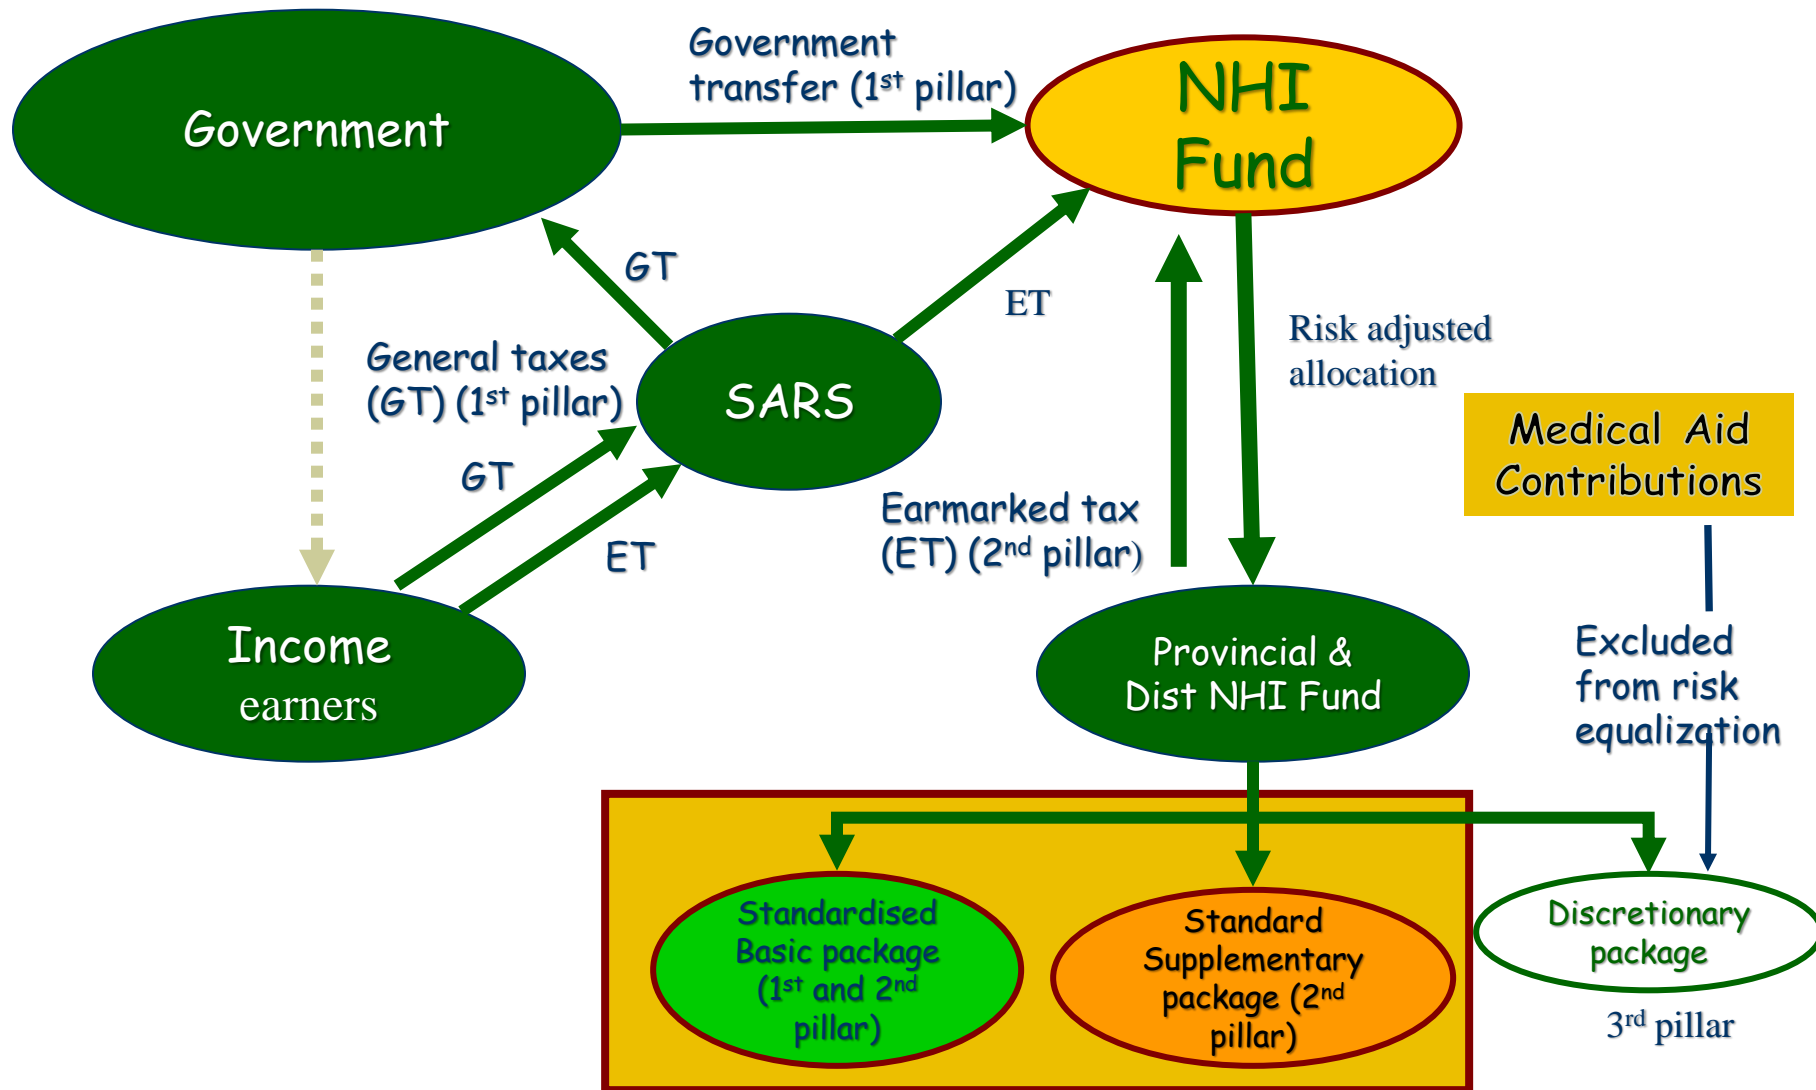 Government
transfer (1st pillar)
NHI
Fund
Government
GT
ET
General taxes
(GT) (1st pillar)
SARS
Risk adjusted
allocation
Medical Aid
Contributions
GT
ET
Earmarked tax
(ET) (2nd pillar)
Income
earners
Provincial &
Dist NHI Fund
Excluded
from risk
equalization
Standardised
Basic package
(1st and 2nd
pillar)
Standard
Supplementary
package (2nd
pillar)
Discretionary
package
3rd pillar